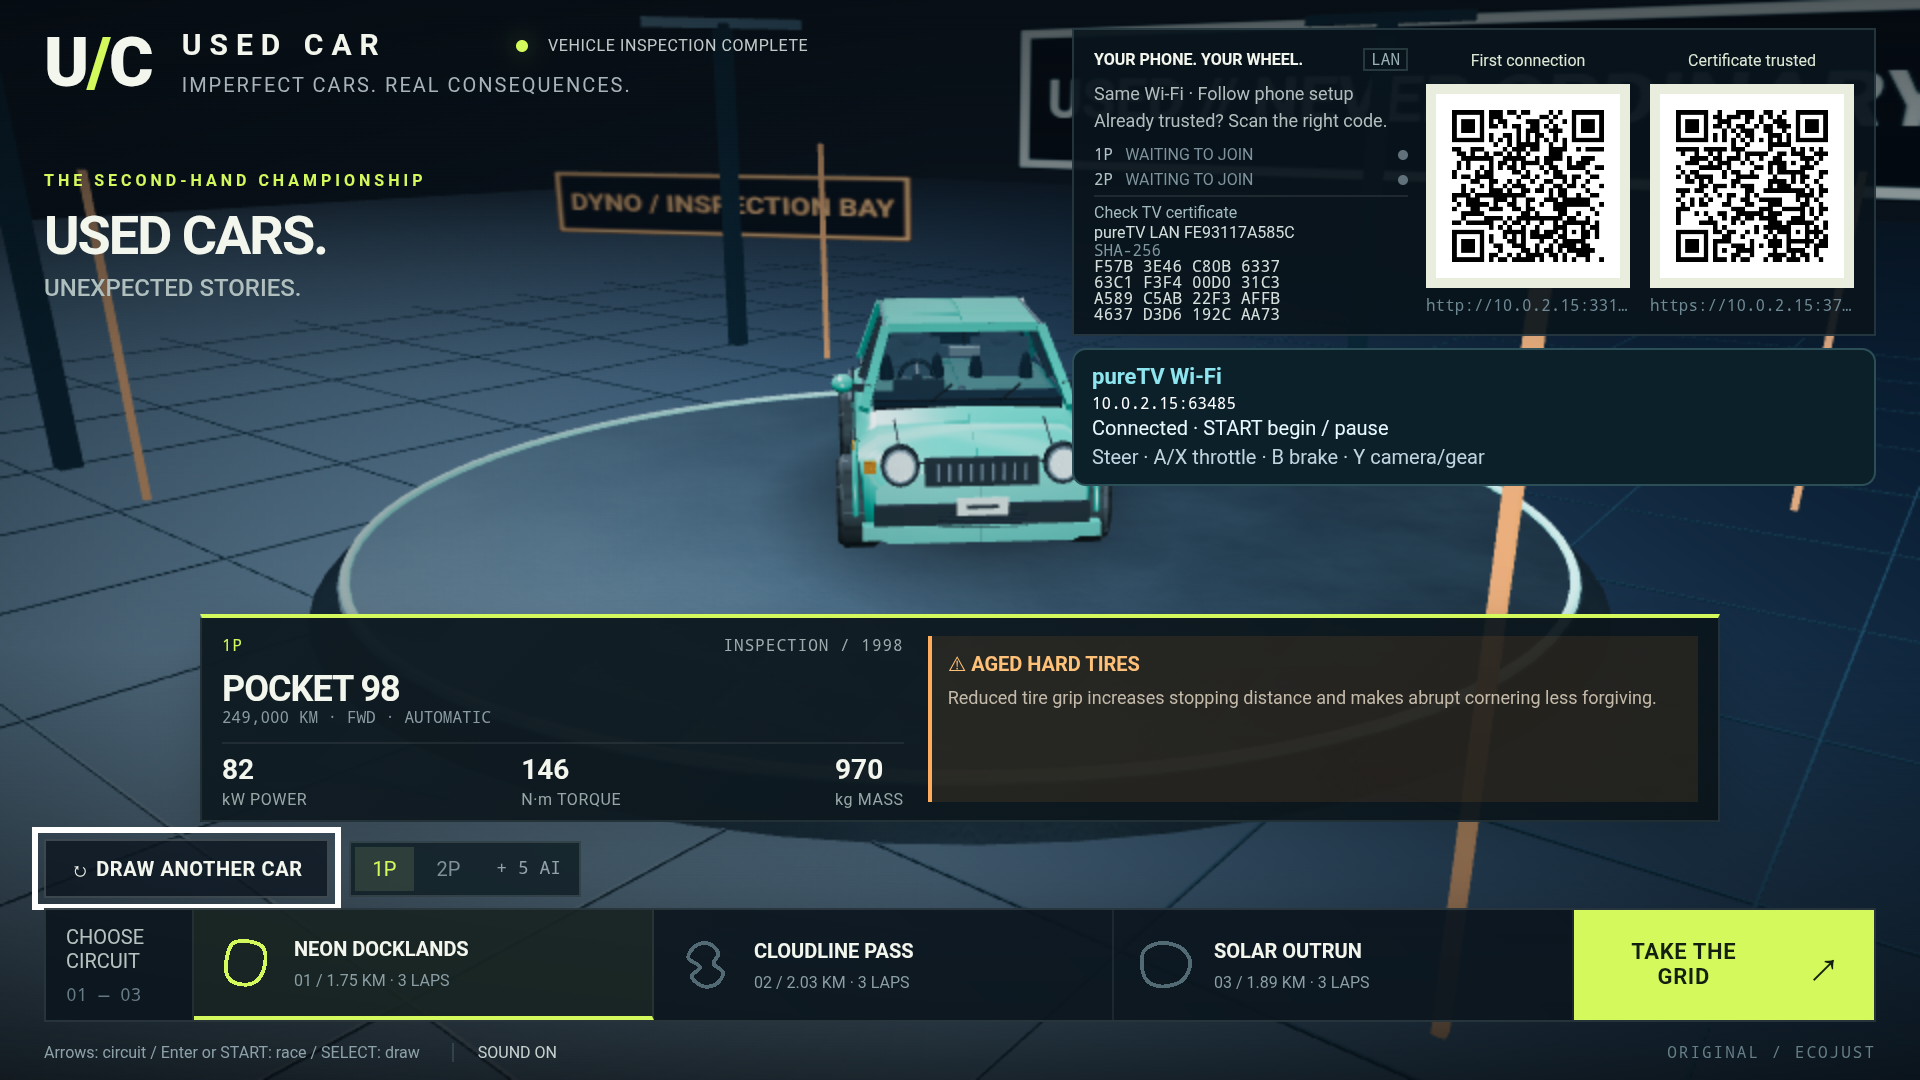 U/C
USED CAR
IMPERFECT CARS. REAL CONSEQUENCES.
VEHICLE INSPECTION COMPLETE
THE SECOND-HAND CHAMPIONSHIP
USED CARS.
UNEXPECTED STORIES.
DYNO / INSPECTION BAY
YOUR PHONE. YOUR WHEEL.
LAN
Same Wi-Fi · Follow phone setup
Already trusted? Scan the right code.
1P WAITING TO JOIN
2P WAITING TO JOIN
Check TV certificate
pureTV LAN FE93117A585C
SHA-256
F57B 3E46 C80B 6337
63C1 F3F4 00D0 31C3
A589 C5AB 22F3 AFFB
4637 D3D6 192C AA73
First connection
http://10.0.2.15:331…
Certificate trusted
https://10.0.2.15:37…
pureTV Wi-Fi
10.0.2.15:63485
Connected · START begin / pause
Steer · A/X throttle · B brake · Y camera/gear
1P
INSPECTION / 1998
POCKET 98
249,000 KM · FWD · AUTOMATIC
82
kW POWER
146
N·m TORQUE
970
kg MASS
⚠ AGED HARD TIRES
Reduced tire grip increases stopping distance and makes abrupt cornering less forgiving.
↻ DRAW ANOTHER CAR
1P 2P + 5 AI
CHOOSE
CIRCUIT
01 — 03
NEON DOCKLANDS
01 / 1.75 KM · 3 LAPS
CLOUDLINE PASS
02 / 2.03 KM · 3 LAPS
SOLAR OUTRUN
03 / 1.89 KM · 3 LAPS
TAKE THE
GRID
↗
Arrows: circuit / Enter or START: race / SELECT: draw
SOUND ON
ORIGINAL / ECOJUST